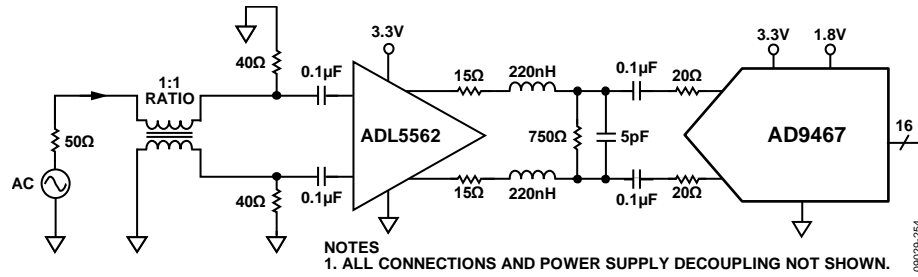 3.3V
3.3V
1.8V
40Ω
0.1µF
15Ω
220nH
0.1µF
20Ω
1:1
RATIO
50Ω
ADL5562
750Ω
5pF
AD9467
16
AC
40Ω
0.1µF
15Ω
220nH
0.1µF
20Ω
NOTES
1. ALL CONNECTIONS AND POWER SUPPLY DECOUPLING NOT SHOWN.
09029-254